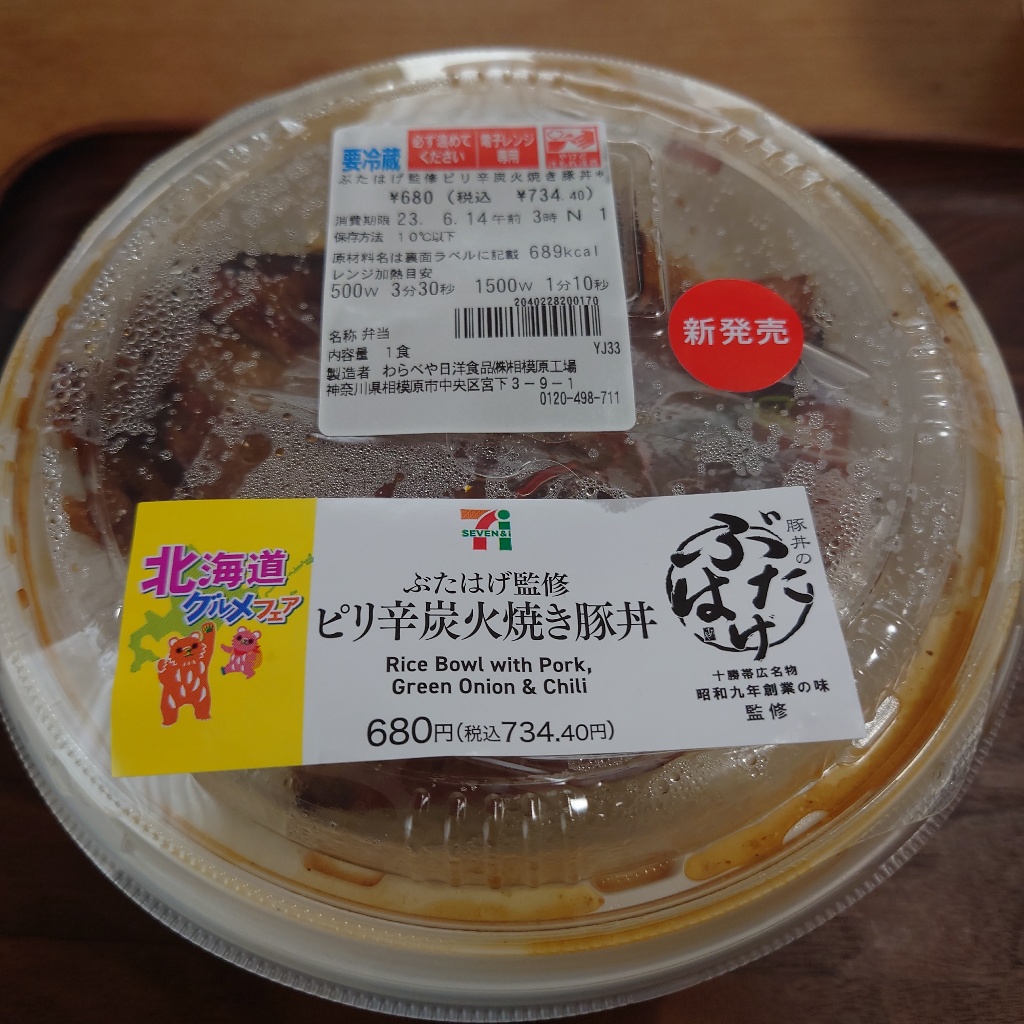 要冷蔵
必ず温めて
ください
電子レンジ
専用
ぶたはげ監修ピリ辛炭火焼き豚丼*
¥680 (税込 ¥734.40)
消費期限 23. 6.14午前 3時 N 1
保存方法 10℃以下
原材料名は裏面ラベルに記載 689kcal
レンジ加熱目安
500W 3分30秒 1500W 1分10秒
2040228200170
名称 弁当
内容量 1食 YJ33
製造者 わらべや日洋食品㈱相模原工場
神奈川県相模原市中央区宮下3-9-1
0120-498-711
新発売
北海道
グルメフェア
SEVEN&i
ぶたはげ監修
ピリ辛炭火焼き豚丼
Rice Bowl with Pork,
Green Onion & Chili
680円(税込734.40円)
豚丼の
ぶたはげ
十勝帯広名物
昭和九年創業の味
監修